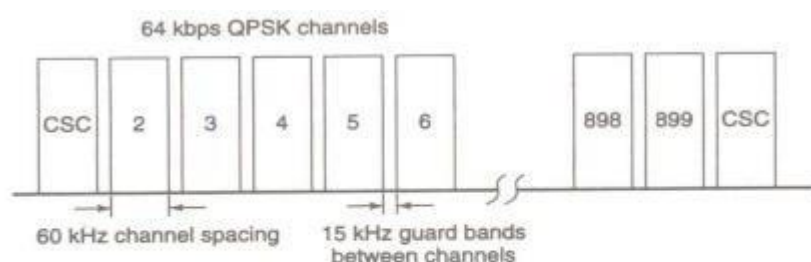 64 kbps QPSK channels
CSC 2 3 4 5 6 898 899 CSC
60 kHz channel spacing
15 kHz guard bands
between channels